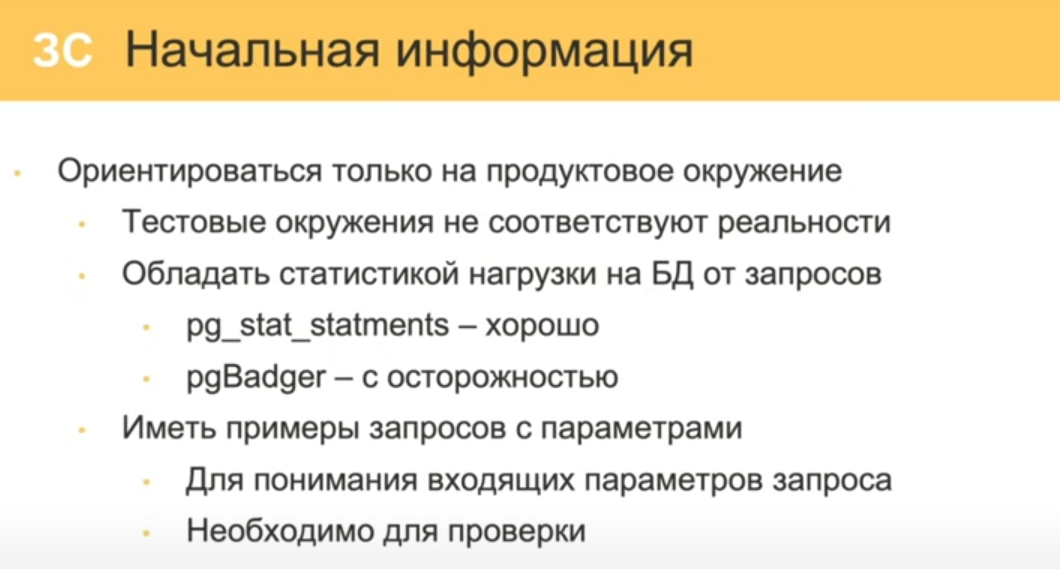 ЗС Начальная информация
Ориентироваться только на продуктовое окружение
Тестовые окружения не соответствуют реальности
Обладать статистикой нагрузки на БД от запросов
pg_stat_statments – хорошо
pgBadger – с осторожностью
Иметь примеры запросов с параметрами
Для понимания входящих параметров запроса
Необходимо для проверки